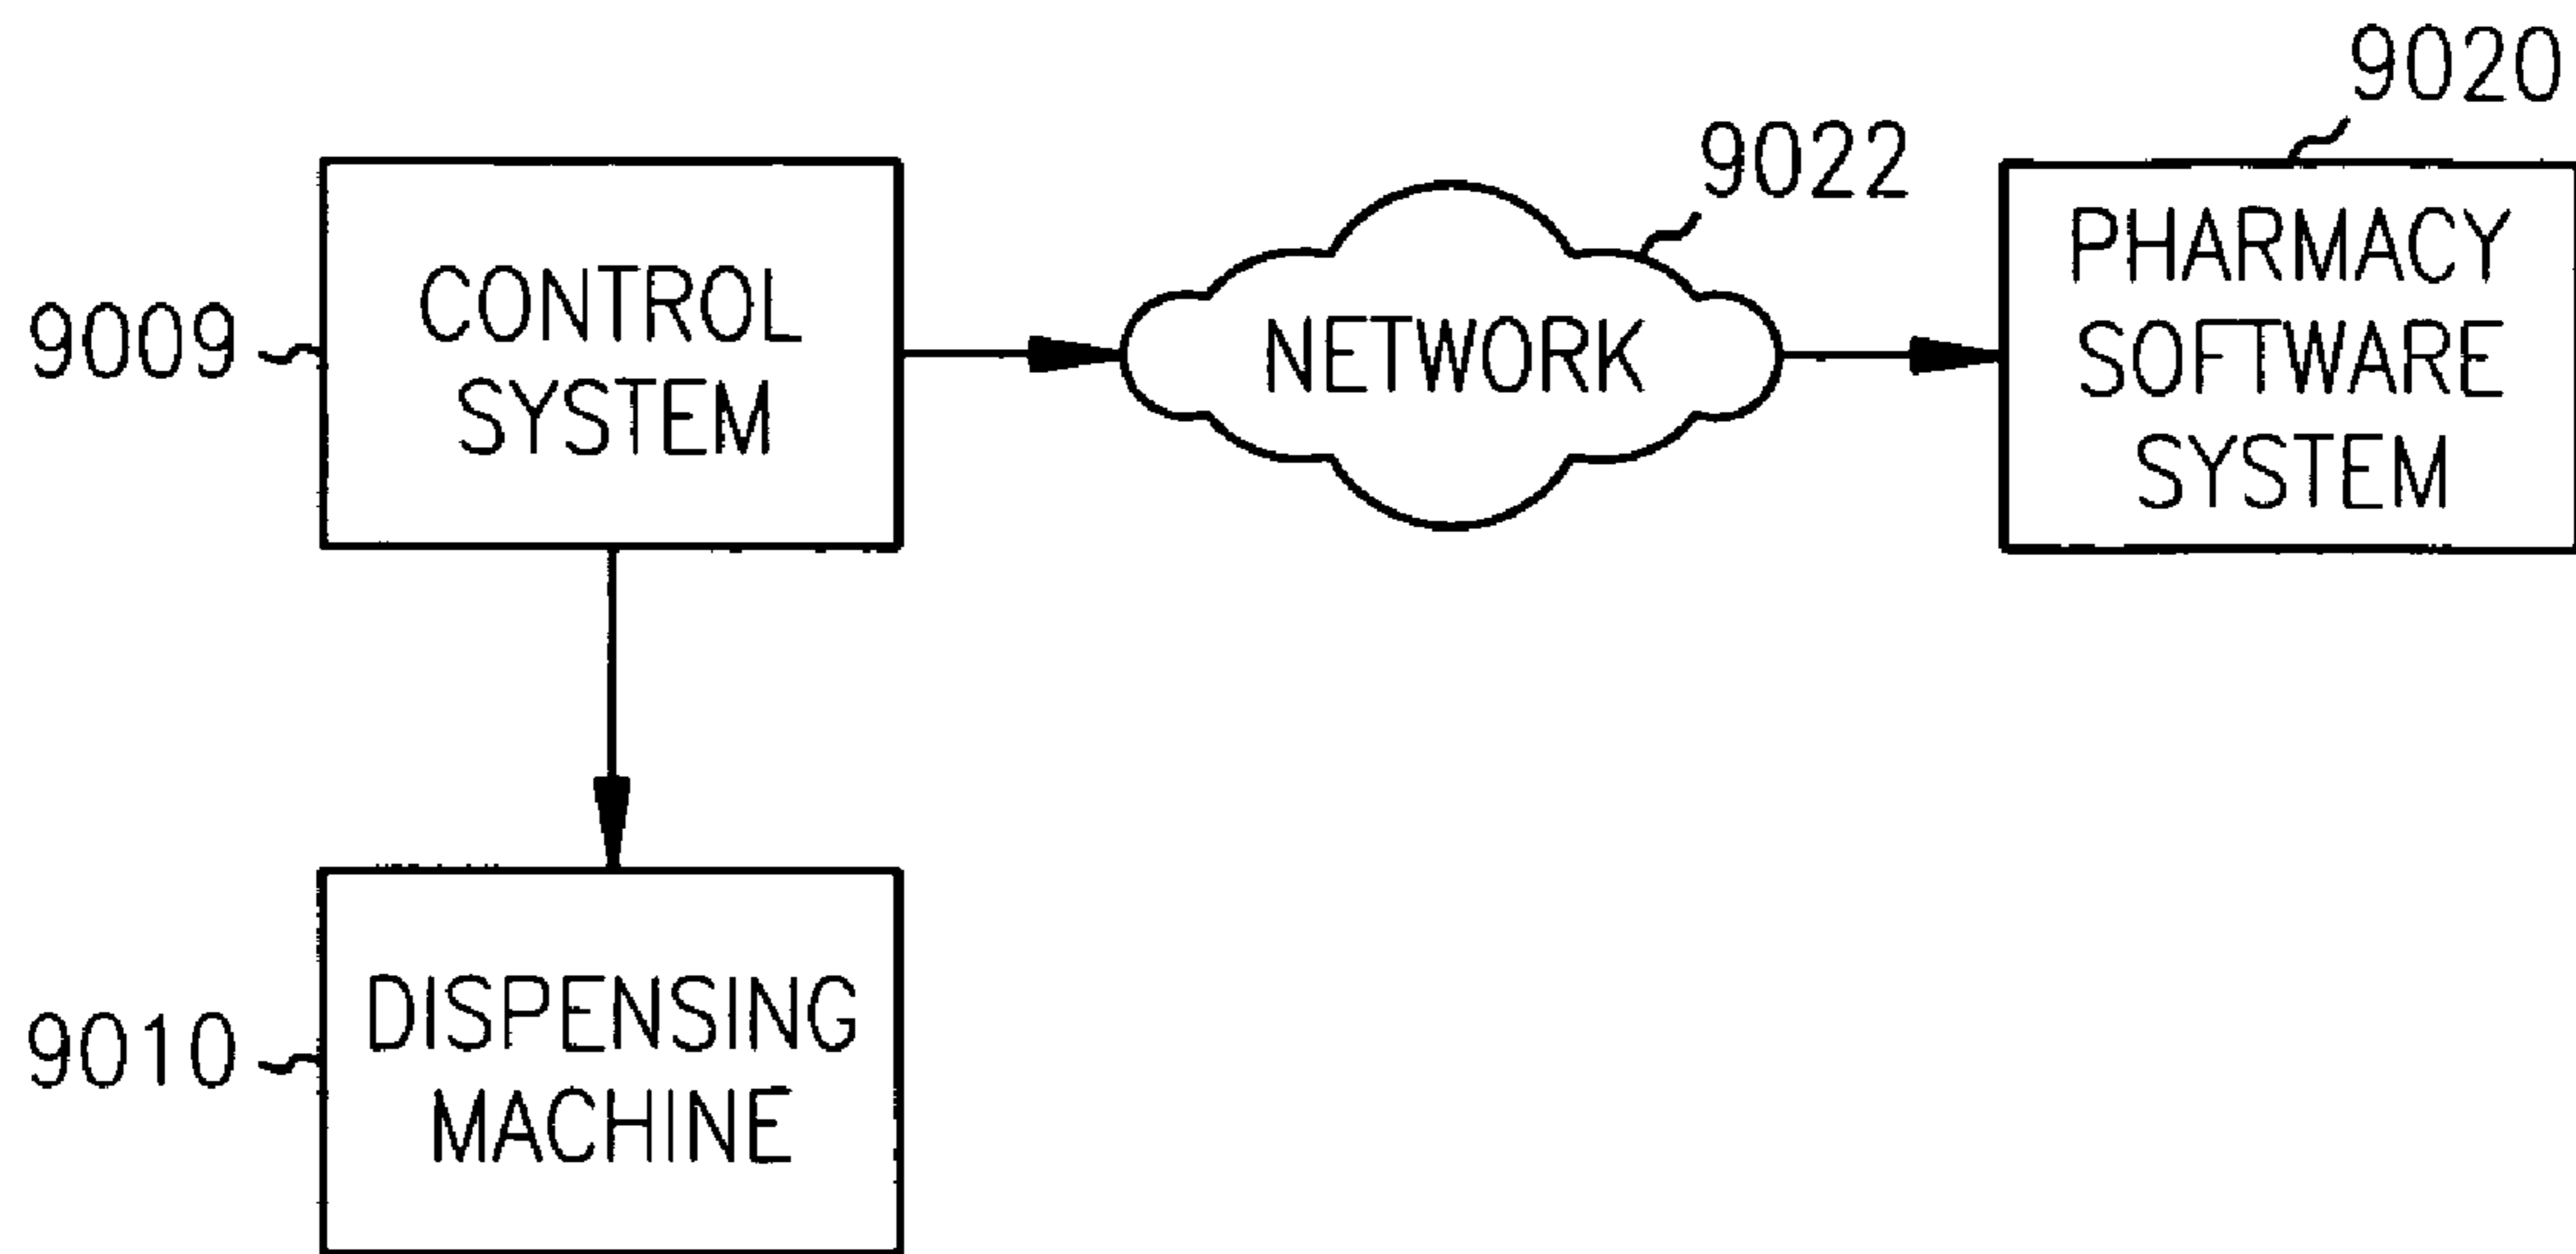 9020
9022
9009
CONTROL
SYSTEM
NETWORK
PHARMACY
SOFTWARE
SYSTEM
9010
DISPENSING
MACHINE